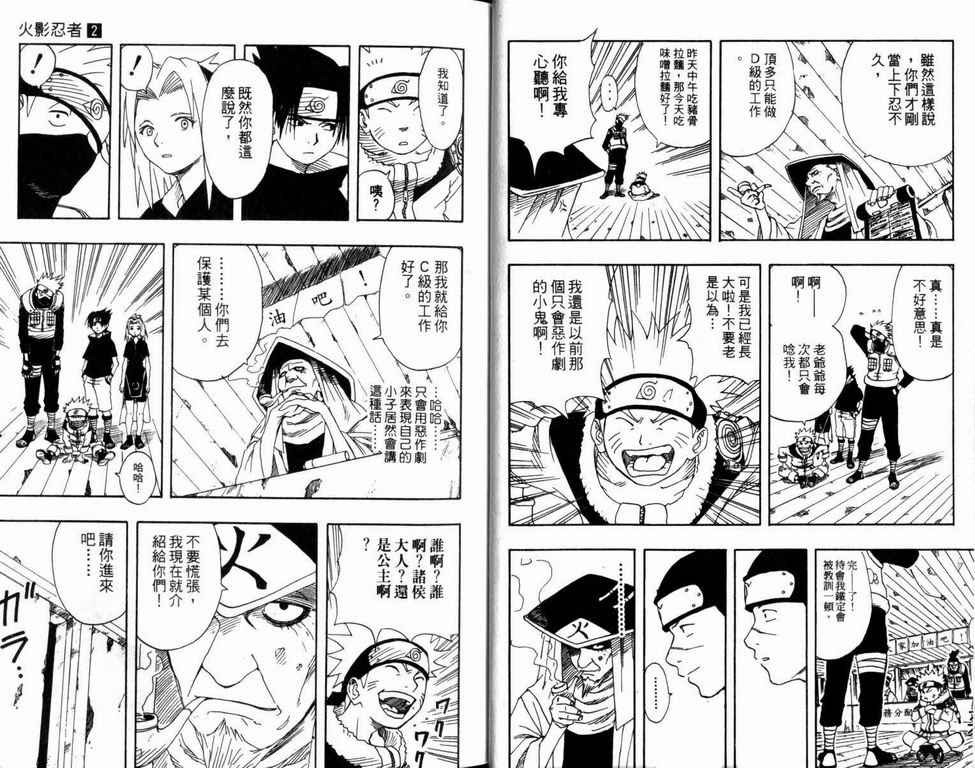 火影忍者 2
雖然這樣說
，你們才剛
當上下忍不
久，
頂多只能做
D級的工作
⋯
昨天中午吃豬骨
拉麵，那今天吃
味噌拉麵好了！
你給我專
心聽啊！
真⋯⋯真是
不好意思！
啊⋯
啊！
老爺爺每
次都只會
唸我！
可是我已經長
大啦！不要老
是以為⋯
我還是以前那
個只會惡作劇
的小鬼啊！
完⋯了！
待會我鐵定會
被教訓一頓。
家加油吧！
務分配
⋯⋯
火
⋯⋯⋯
我知道了。
咦？
既然你都這
麼說了，
！
！
那我就給你
C級的工作
好了。
⋯⋯⋯你們去
保護某個人。
油吧！
⋯⋯哈哈⋯⋯
只會用惡作劇
來表現自己的
小子居然會講
這種話⋯⋯
哈哈！
誰啊？誰
啊？諸侯
大人？還
是公主啊
？
ワクワク
火
不要慌張，
我現在就介
紹給你們！
請你進來
吧⋯⋯
ガラ⋯